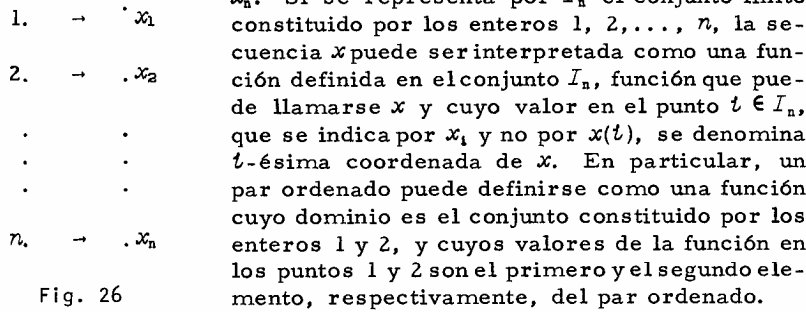 1. → . x₁
2. → . x₂
. .
. .
. .
n. → . xₙ
Fig. 26
xₙ. Si se representa por Iₙ el conjunto finito
constituido por los enteros 1, 2,..., n, la se-
cuencia x puede ser interpretada como una fun-
ción definida en el conjunto Iₙ, función que pue-
de llamarse x y cuyo valor en el punto i ∈ Iₙ,
que se indica por xᵢ y no por x(i), se denomina
i-ésima coordenada de x. En particular, un
par ordenado puede definirse como una función
cuyo dominio es el conjunto constituido por los
enteros 1 y 2, y cuyos valores de la función en
los puntos 1 y 2 son el primero y el segundo ele-
mento, respectivamente, del par ordenado.